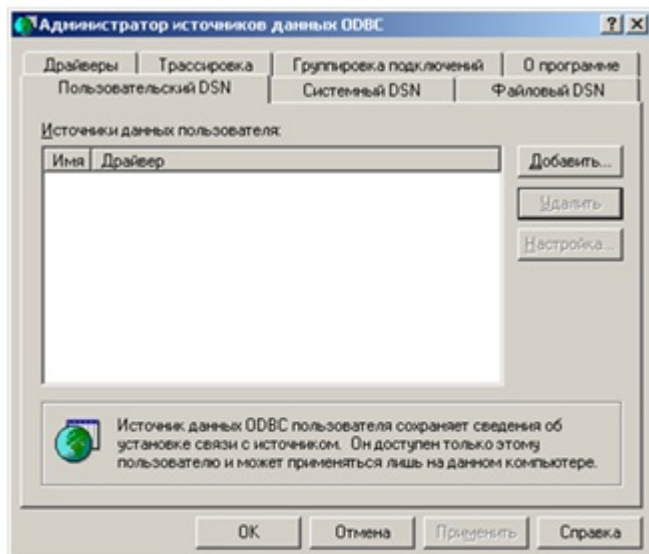 Администратор источников данных ODBC
Драйверы Трассировка Группировка подключений О программе
Пользовательский DSN Системный DSN Файловый DSN
Источники данных пользователя:
Имя Драйвер
Добавить...
Удалить
Настройка...
Источник данных ODBC пользователя сохраняет сведения об
установке связи с источником. Он доступен только этому
пользователю и может применяться лишь на данном компьютере.
OK Отмена Применить Справка